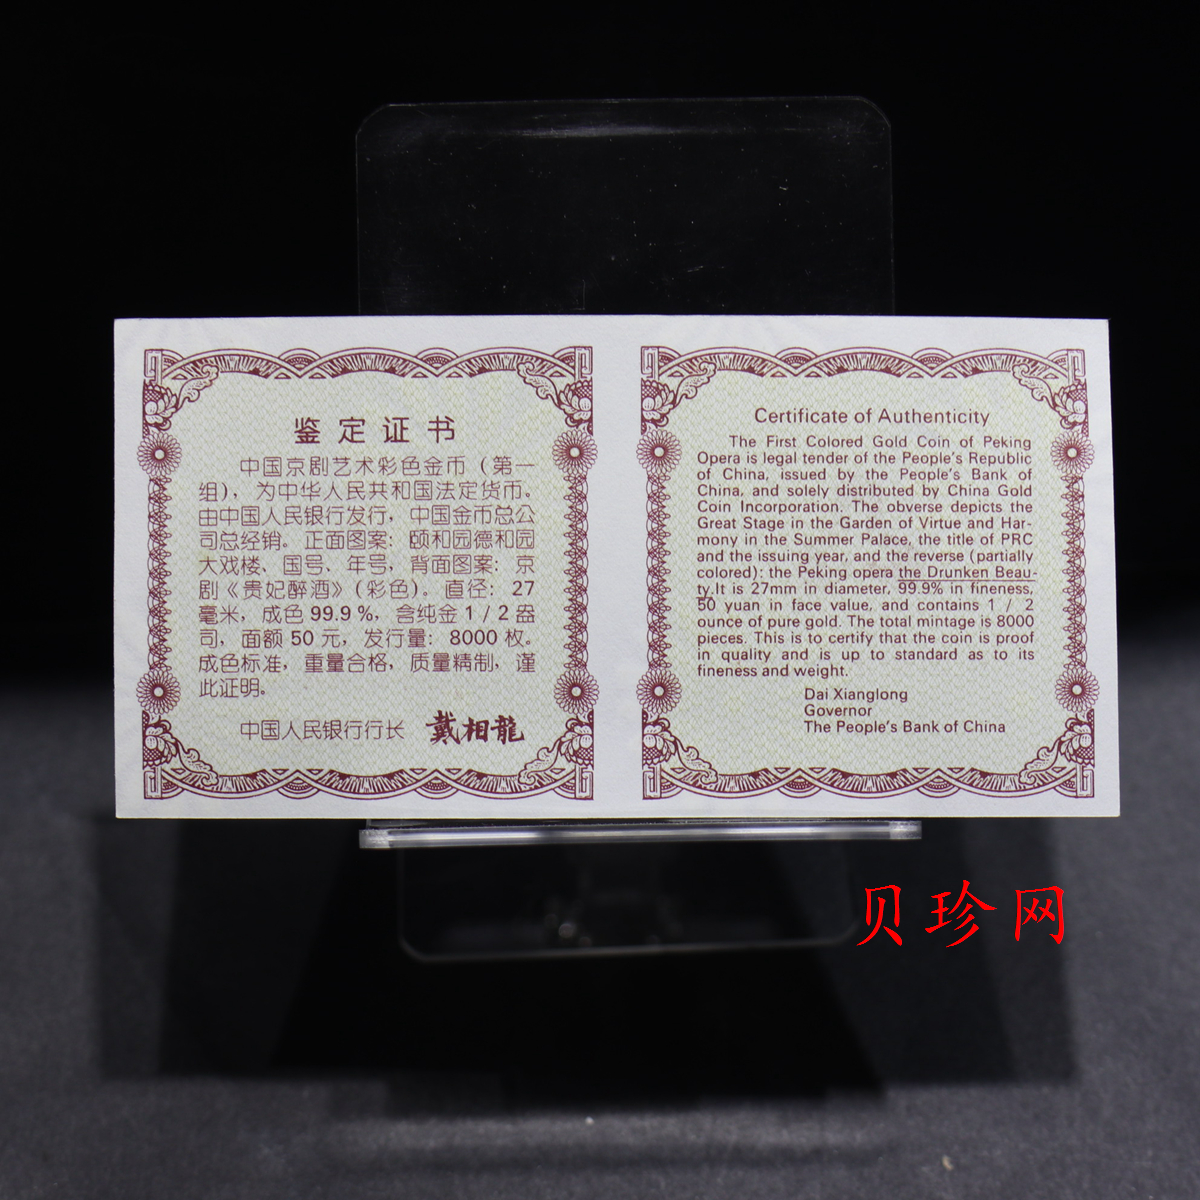 鉴定证书
中国京剧艺术彩色金币（第一
组），为中华人民共和国法定货币。
由中国人民银行发行，中国金币总公
司总经销。正面图案：颐和园德和园
大戏楼、国号、年号，背面图案：京
剧《贵妃醉酒》（彩色）。直径：27
毫米，成色 99.9％，含纯金 1 / 2 盎
司，面额 50 元，发行量：8000 枚。
成色标准，重量合格，质量精制，谨
此证明。
中国人民银行行长 戴相龍
Certificate of Authenticity
The First Colored Gold Coin of Peking
Opera is legal tender of the People's Republic
of China, issued by the People's Bank of
China, and solely distributed by China Gold
Coin Incorporation. The obverse depicts the
Great Stage in the Garden of Virtue and Har-
mony in the Summer Palace, the title of PRC
and the issuing year, and the reverse (partially
colored): the Peking opera the Drunken Beau-
ty.It is 27mm in diameter, 99.9% in fineness,
50 yuan in face value, and contains 1 / 2
ounce of pure gold. The total mintage is 8000
pieces. This is to certify that the coin is proof
in quality and is up to standard as to its
fineness and weight.
Dai Xianglong
Governor
The People's Bank of China
贝珍网